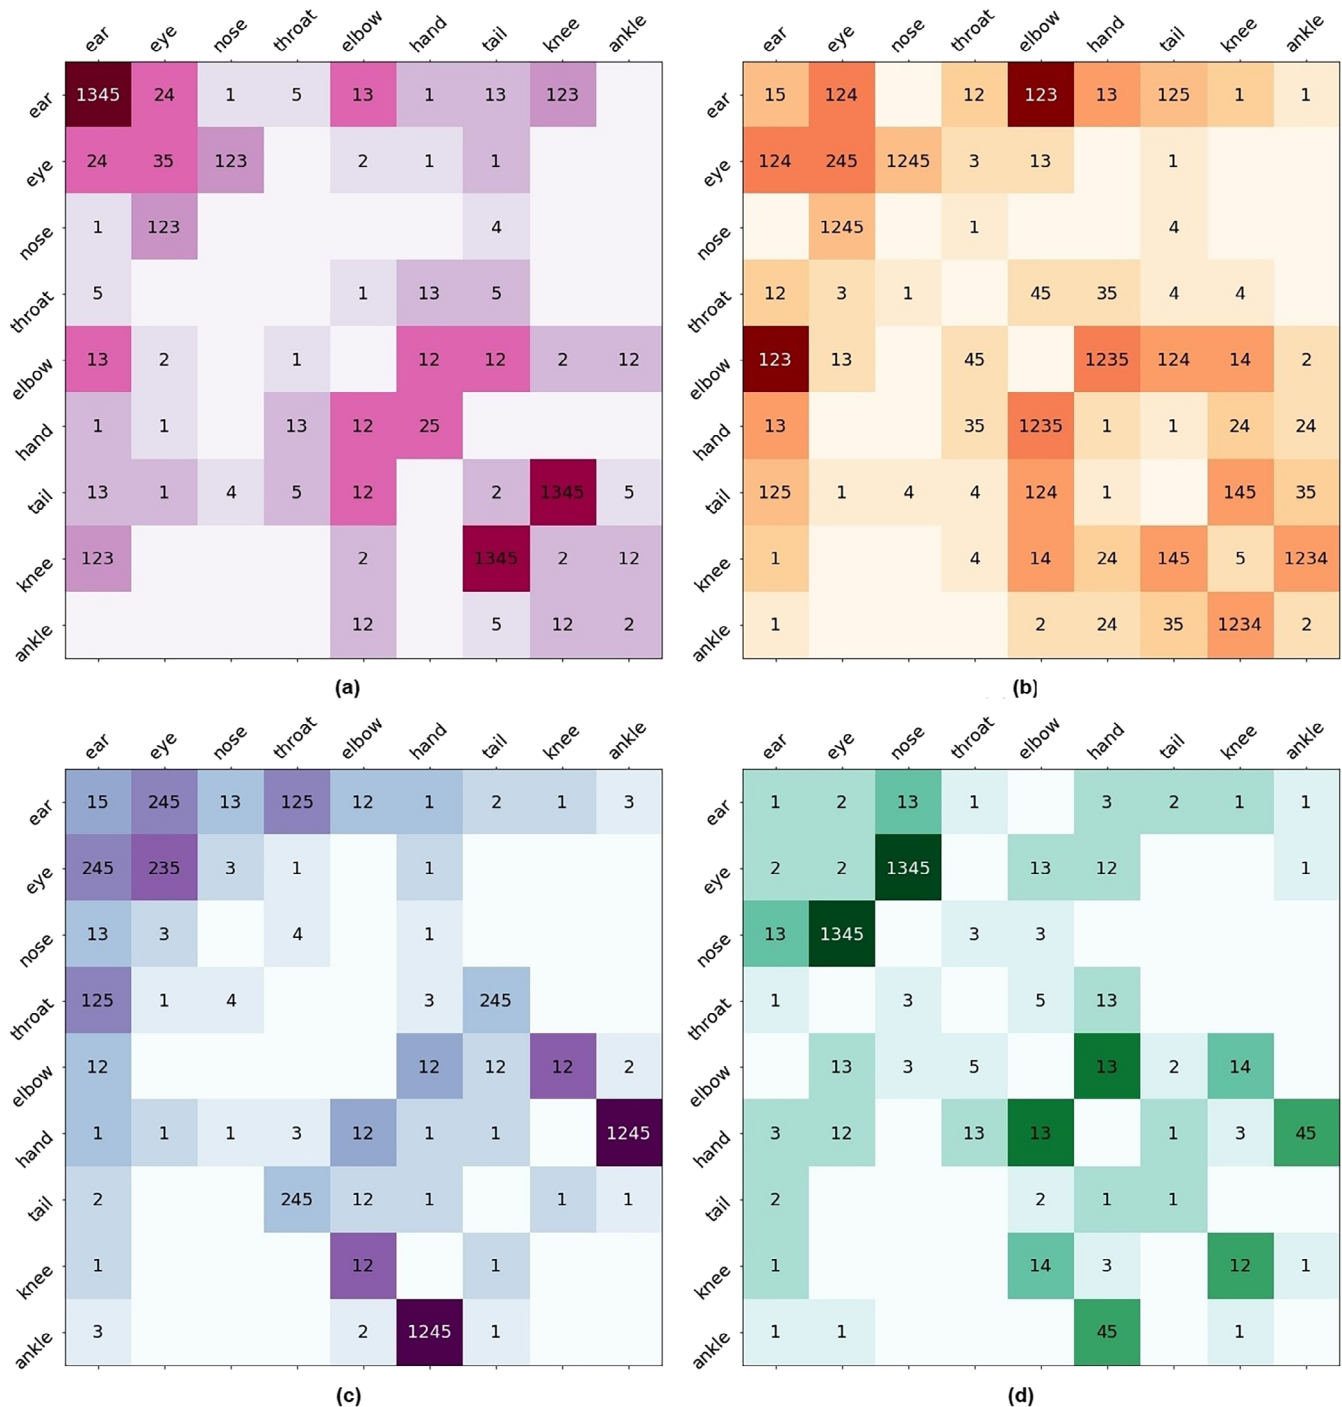 ear eye nose throat elbow hand tail knee ankle
ear 1345 24 1 5 13 1 13 123
eye 24 35 123 2 1 1
nose 1 123 4
throat 5 1 13 5
elbow 13 2 1 12 12 2 12
hand 1 1 13 12 25
tail 13 1 4 5 12 2 1345 5
knee 123 2 1345 2 12
ankle 12 5 12 2
(a)
ear eye nose throat elbow hand tail knee ankle
ear 15 124 12 123 13 125 1 1
eye 124 245 1245 3 13 1
nose 1245 1 4
throat 12 3 1 45 35 4 4
elbow 123 13 45 1235 124 14 2
hand 13 35 1235 1 1 24 24
tail 125 1 4 4 124 1 145 35
knee 1 4 14 24 145 5 1234
ankle 1 2 24 35 1234 2
(b)
ear eye nose throat elbow hand tail knee ankle
ear 15 245 13 125 12 1 2 1 3
eye 245 235 3 1 1
nose 13 3 4 1
throat 125 1 4 3 245
elbow 12 12 12 12 2
hand 1 1 1 3 12 1 1 1245
tail 2 245 12 1 1 1
knee 1 12 1
ankle 3 2 1245 1
(c)
ear eye nose throat elbow hand tail knee ankle
ear 1 2 13 1 3 2 1 1
eye 2 2 1345 13 12 1
nose 13 1345 3 3
throat 1 3 5 13
elbow 13 3 5 13 2 14
hand 3 12 13 13 1 3 45
tail 2 2 1 1
knee 1 14 3 12 1
ankle 1 1 45 1
(d)